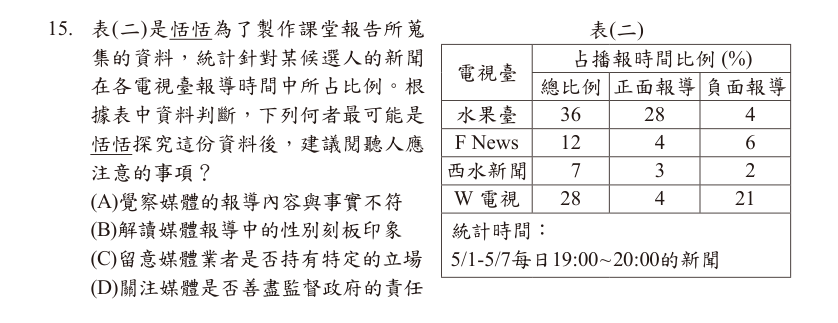 15. 表(二)是恬恬為了製作課堂報告所蒐
集的資料，統計針對某候選人的新聞
在各電視臺報導時間中所占比例。根
據表中資料判斷，下列何者最可能是
恬恬探究這份資料後，建議閱聽人應
注意的事項？
(A)覺察媒體的報導內容與事實不符
(B)解讀媒體報導中的性別刻板印象
(C)留意媒體業者是否持有特定的立場
(D)關注媒體是否善盡監督政府的責任
表(二)
電視臺 占播報時間比例 (%)
總比例 正面報導 負面報導
水果臺 36 28 4
F News 12 4 6
西水新聞 7 3 2
W 電視 28 4 21
統計時間：
5/1-5/7每日19:00~20:00的新聞